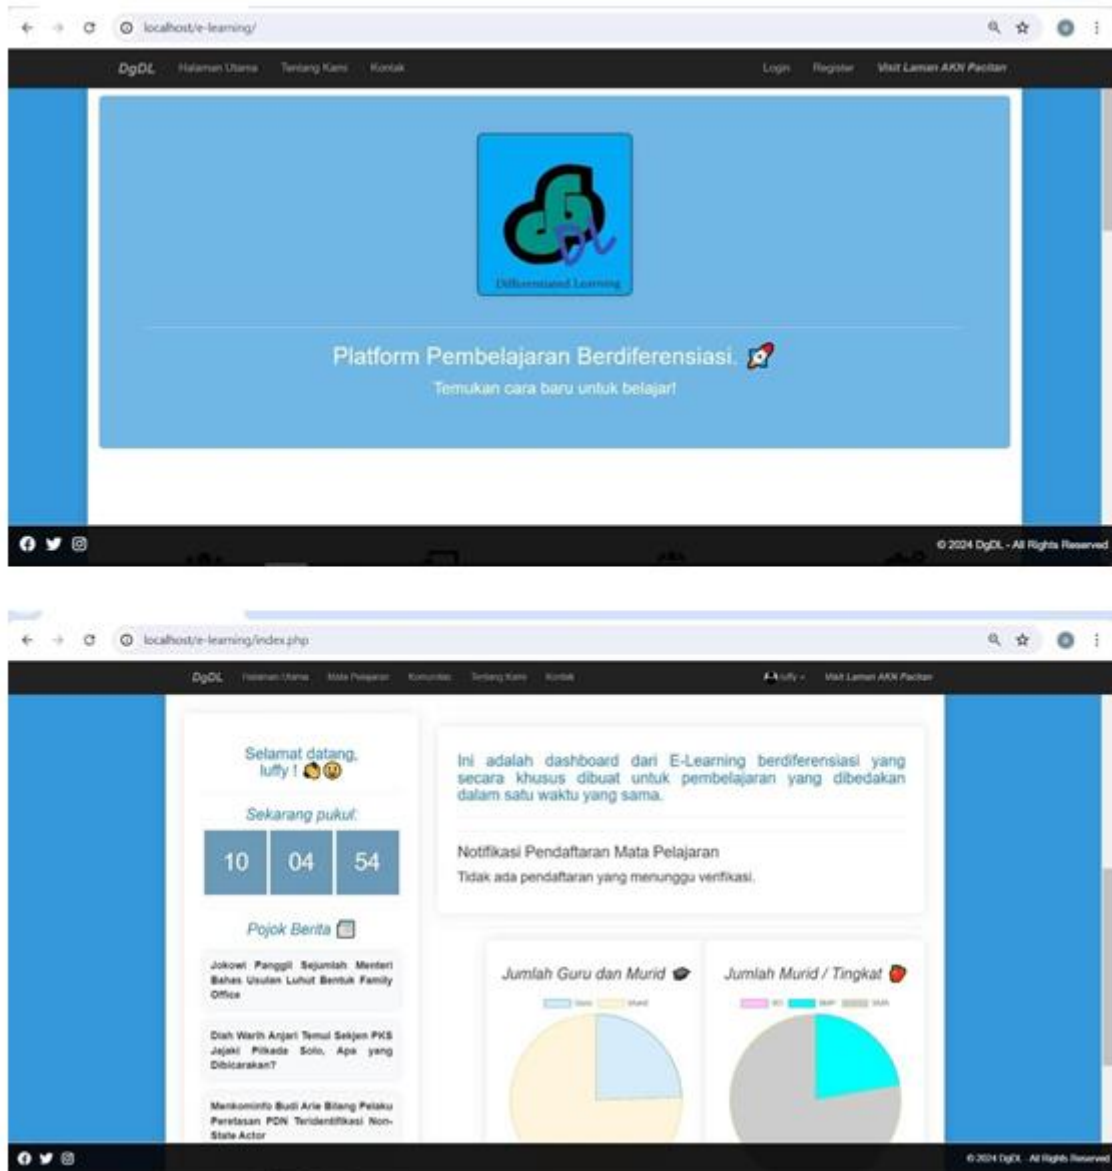 localhost/e-learning/
DgDL Halaman Utama Tentang Kami Kontak Login Register Visit Laman AKN Pacitan
DL
Differentiated Learning
Platform Pembelajaran Berdiferensiasi.
Temukan cara baru untuk belajar!
© 2024 DgDL - All Rights Reserved
localhost/e-learning/index.php
DgDL Halaman Utama Mata Pelajaran Komunitas Tentang Kami Kontak luffy Visit Laman AKN Pacitan
Selamat datang,
luffy !
Sekarang pukul:
10 04 54
Pojok Berita
Jokowi Panggil Sejumlah Menteri
Bahas Usulan Luhut Bentuk Family
Office
Diah Warih Anjari Temui Sekjen PKS
Jajaki Pilkada Solo, Apa yang
Dibicarakan?
Menkominfo Budi Arie Bilang Pelaku
Peretasan PDN Teridentifikasi Non-
State Actor
Ini adalah dashboard dari E-Learning berdiferensiasi yang
secara khusus dibuat untuk pembelajaran yang dibedakan
dalam satu waktu yang sama.
Notifikasi Pendaftaran Mata Pelajaran
Tidak ada pendaftaran yang menunggu verifikasi.
Jumlah Guru dan Murid
Guru Murid
Jumlah Murid / Tingkat
SD SMP SMA
© 2024 DgDL - All Rights Reserved